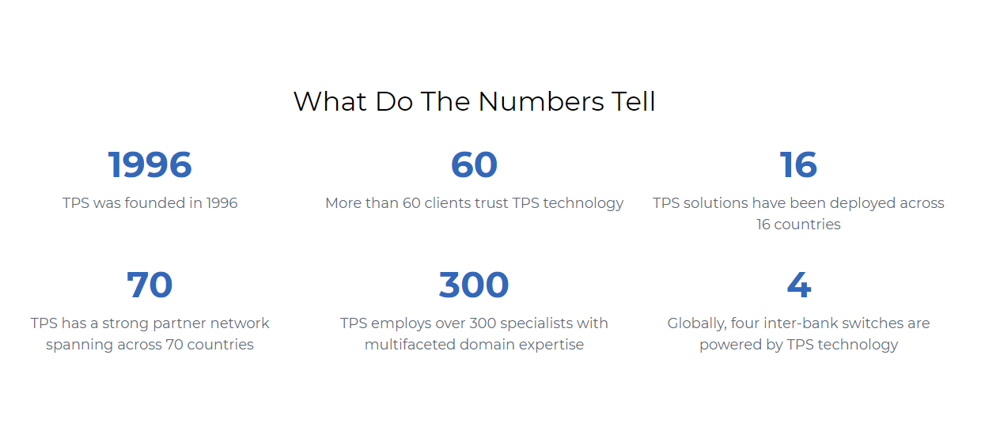 What Do The Numbers Tell
1996
TPS was founded in 1996
60
More than 60 clients trust TPS technology
16
TPS solutions have been deployed across
16 countries
70
TPS has a strong partner network
spanning across 70 countries
300
TPS employs over 300 specialists with
multifaceted domain expertise
4
Globally, four inter-bank switches are
powered by TPS technology